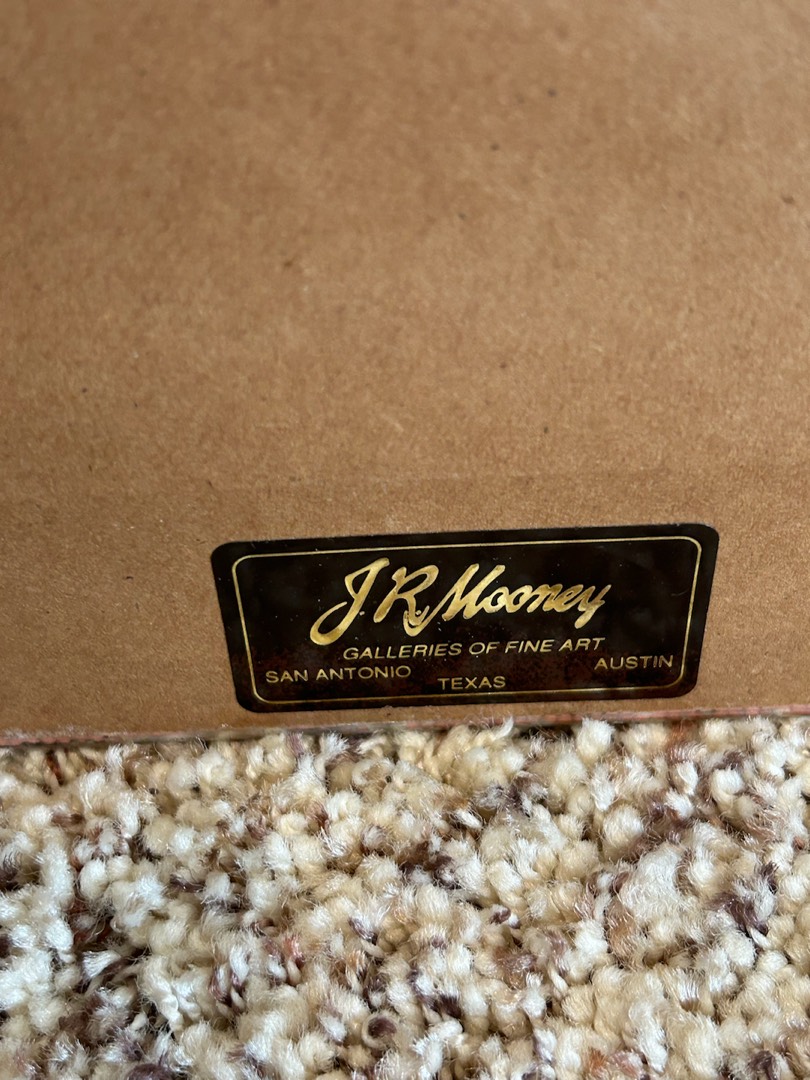 J.R. Mooney
GALLERIES OF FINE ART
SAN ANTONIO TEXAS AUSTIN